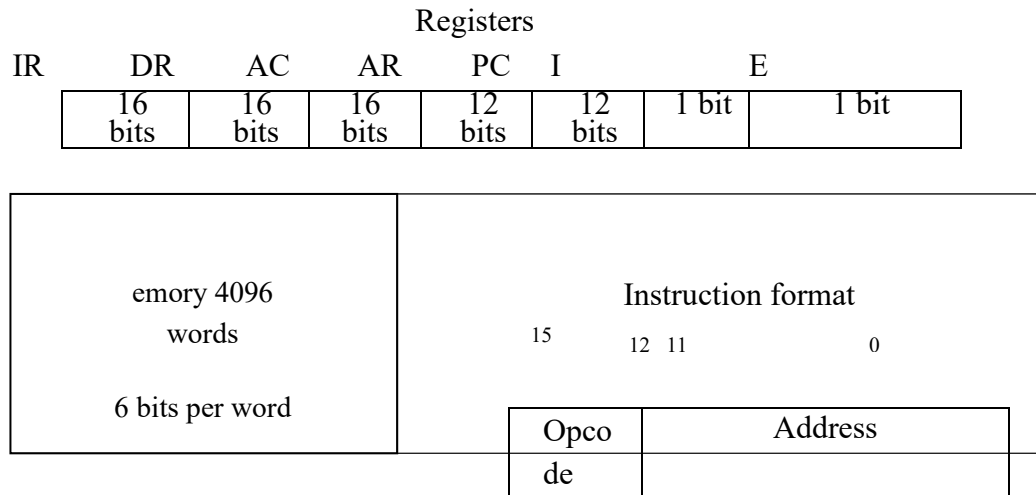 Registers
IR DR AC AR PC I E
16 bits 16 bits 16 bits 12 bits 12 bits 1 bit 1 bit
emory 4096
words
6 bits per word
Instruction format
15 12 11 0
Opco
de
Address